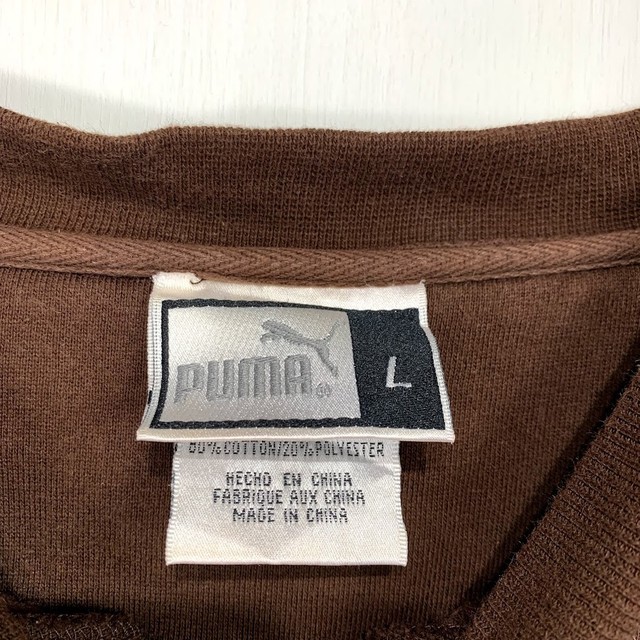 PUMA®
L
80% COTTON/20% POLYESTER
HECHO EN CHINA
FABRIQUE AUX CHINA
MADE IN CHINA